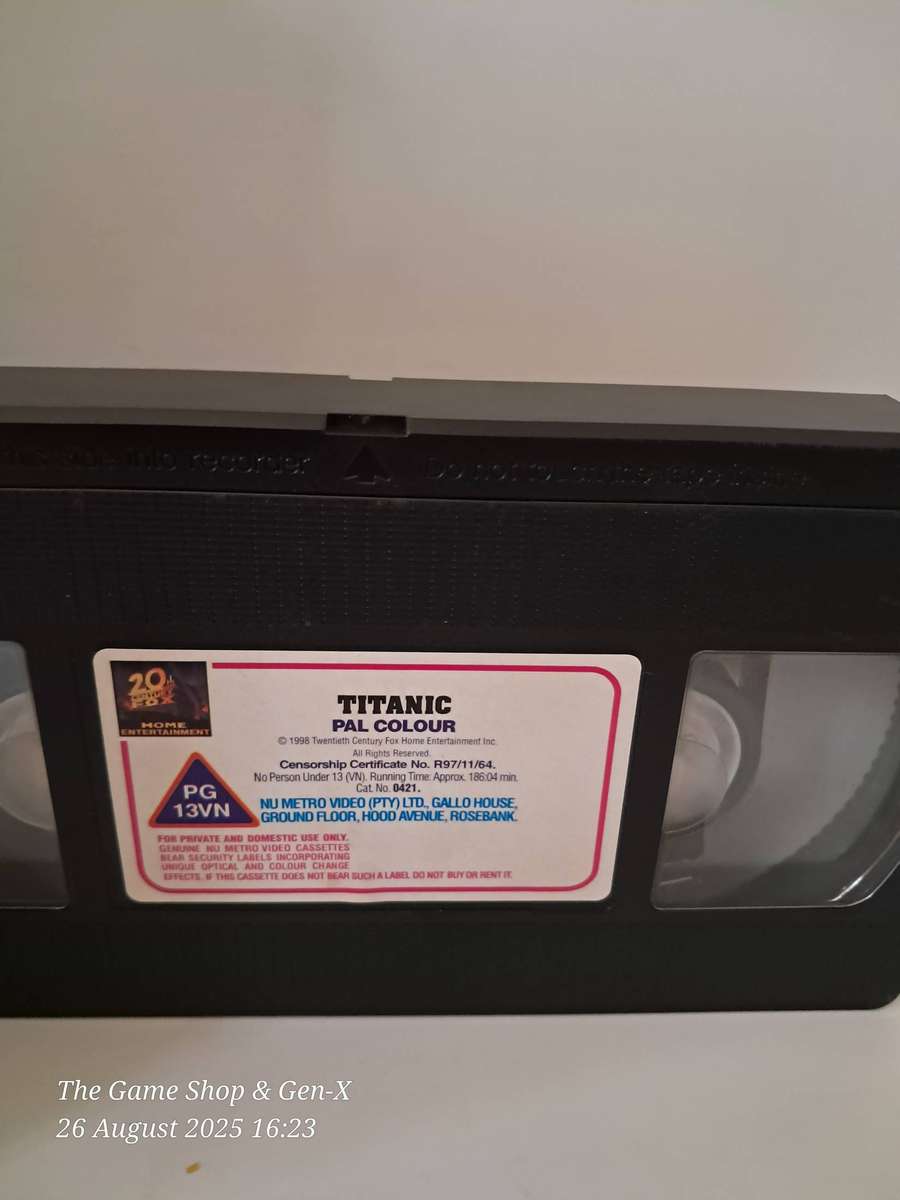 into recorder
Do not
20th
CENTURY
FOX
HOME
ENTERTAINMENT
TITANIC
PAL COLOUR
© 1998 Twentieth Century Fox Home Entertainment Inc.
All Rights Reserved.
Censorship Certificate No. R97/11/64.
No Person Under 13 (VN). Running Time: Approx. 186:04 min.
Cat. No. 0421.
PG
13VN
NU METRO VIDEO (PTY) LTD., GALLO HOUSE,
GROUND FLOOR, HOOD AVENUE, ROSEBANK.
FOR PRIVATE AND DOMESTIC USE ONLY.
GENUINE NU METRO VIDEO CASSETTES
BEAR SECURITY LABELS INCORPORATING
UNIQUE OPTICAL AND COLOUR CHANGE
EFFECTS. IF THIS CASSETTE DOES NOT BEAR SUCH A LABEL DO NOT BUY OR RENT IT.
The Game Shop & Gen-X
26 August 2025 16:23